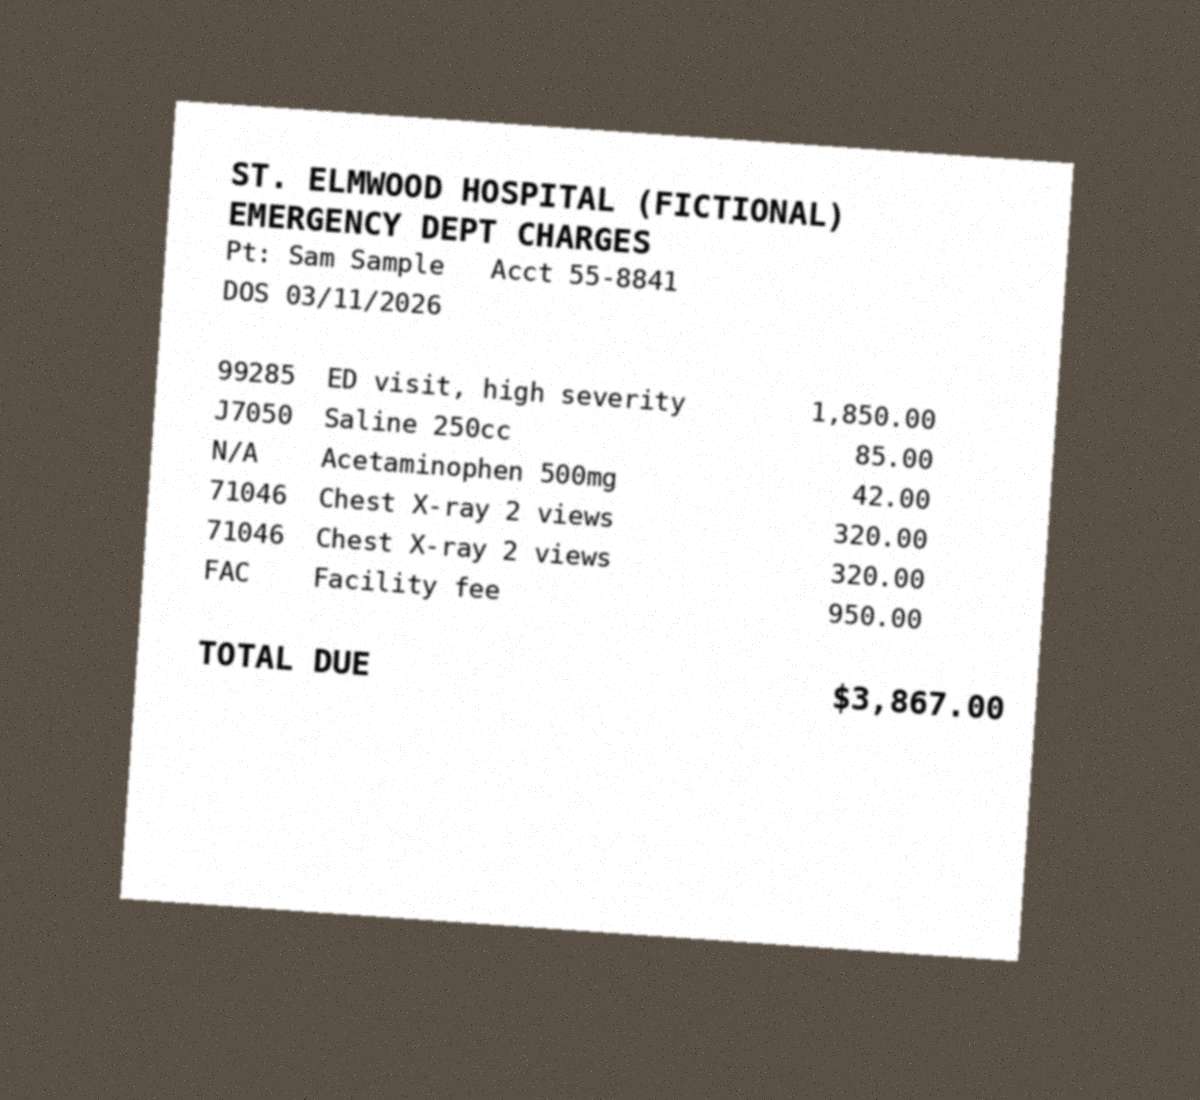 ST. ELMWOOD HOSPITAL (FICTIONAL)
EMERGENCY DEPT CHARGES
Pt: Sam Sample   Acct 55-8841
DOS 03/11/2026
99285  ED visit, high severity  1,850.00
J7050  Saline 250cc  85.00
N/A  Acetaminophen 500mg  42.00
71046  Chest X-ray 2 views  320.00
71046  Chest X-ray 2 views  320.00
FAC  Facility fee  950.00
TOTAL DUE  $3,867.00